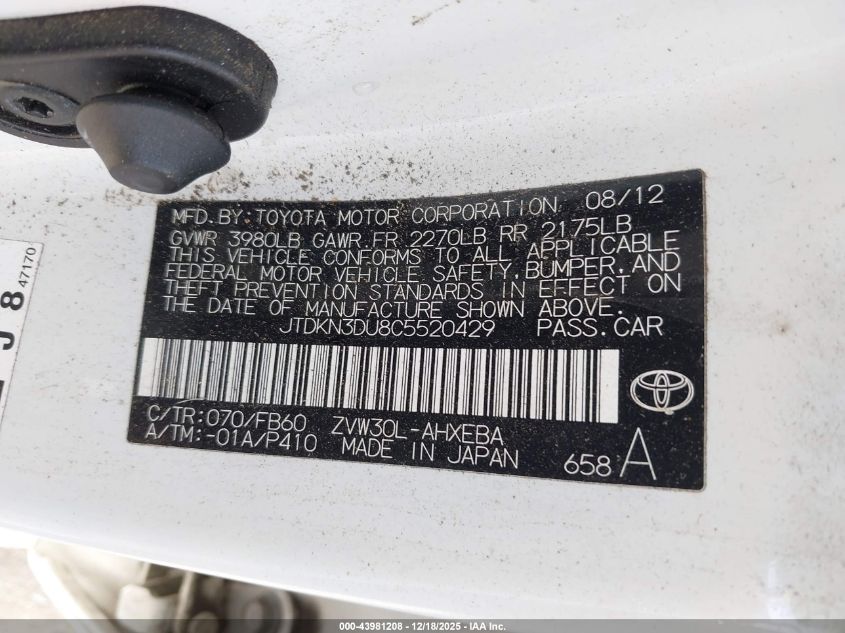 MFD.BY:TOYOTA MOTOR CORPORATION 08/12
GVWR 3980LB GAWR.FR 2270LB RR 2175LB
THIS VEHICLE CONFORMS TO ALL APPLICABLE
FEDERAL MOTOR VEHICLE SAFETY,BUMPER,AND
THEFT PREVENTION STANDARDS IN EFFECT ON
THE DATE OF MANUFACTURE SHOWN ABOVE.
JTDKN3DU8C5520429 PASS.CAR
C/TR:070/FB60 ZVW30L-AHXEBA
A/TM:-01A/P410 MADE IN JAPAN
658 A
J8
47170
000-43981208 - 12/18/2025 - IAA Inc.